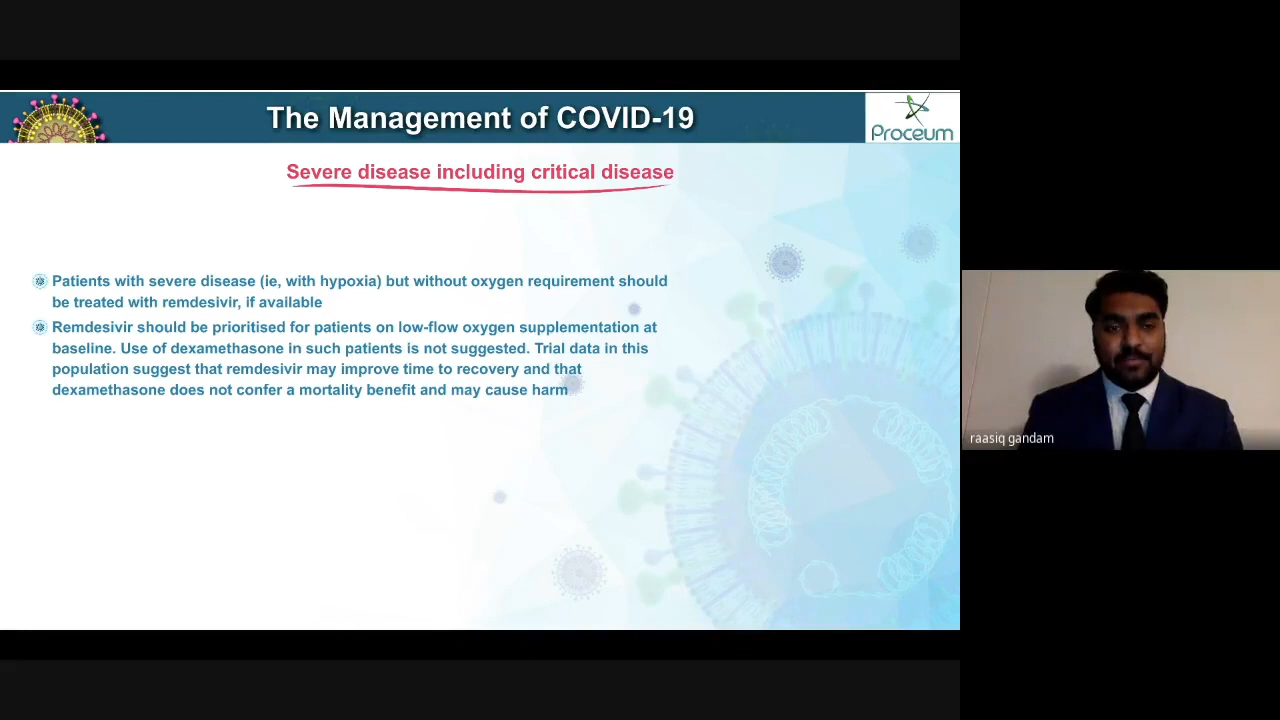 The Management of COVID-19
Proceum
Severe disease including critical disease
Patients with severe disease (ie, with hypoxia) but without oxygen requirement should
be treated with remdesivir, if available
Remdesivir should be prioritised for patients on low-flow oxygen supplementation at
baseline. Use of dexamethasone in such patients is not suggested. Trial data in this
population suggest that remdesivir may improve time to recovery and that
dexamethasone does not confer a mortality benefit and may cause harm
raasiq gandam